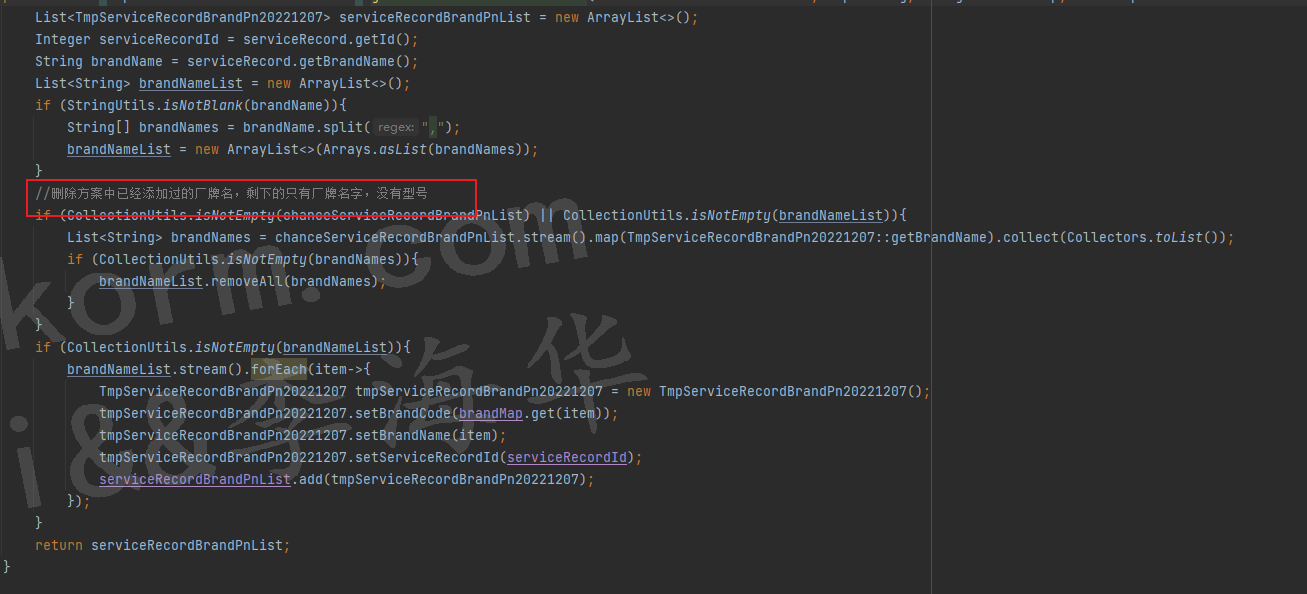 List<TmpServiceRecordBrandPn20221207> serviceRecordBrandPnList = new ArrayList<>();
Integer serviceRecordId = serviceRecord.getId();
String brandName = serviceRecord.getBrandName();
List<String> brandNameList = new ArrayList<>();
if (StringUtils.isNotBlank(brandName)){
String[] brandNames = brandName.split( regex: ",");
brandNameList = new ArrayList<>(Arrays.asList(brandNames));
}
//删除方案中已经添加过的厂牌名，剩下的只有厂牌名字，没有型号
if (CollectionUtils.isNotEmpty(chanceServiceRecordBrandPnList) || CollectionUtils.isNotEmpty(brandNameList)){
List<String> brandNames = chanceServiceRecordBrandPnList.stream().map(TmpServiceRecordBrandPn20221207::getBrandName).collect(Collectors.toList());
if (CollectionUtils.isNotEmpty(brandNames)){
brandNameList.removeAll(brandNames);
}
}
if (CollectionUtils.isNotEmpty(brandNameList)){
brandNameList.stream().forEach(item->{
TmpServiceRecordBrandPn20221207 tmpServiceRecordBrandPn20221207 = new TmpServiceRecordBrandPn20221207();
tmpServiceRecordBrandPn20221207.setBrandCode(brandMap.get(item));
tmpServiceRecordBrandPn20221207.setBrandName(item);
tmpServiceRecordBrandPn20221207.setServiceRecordId(serviceRecordId);
serviceRecordBrandPnList.add(tmpServiceRecordBrandPn20221207);
});
}
return serviceRecordBrandPnList;
}
korm.com
i&&李海华